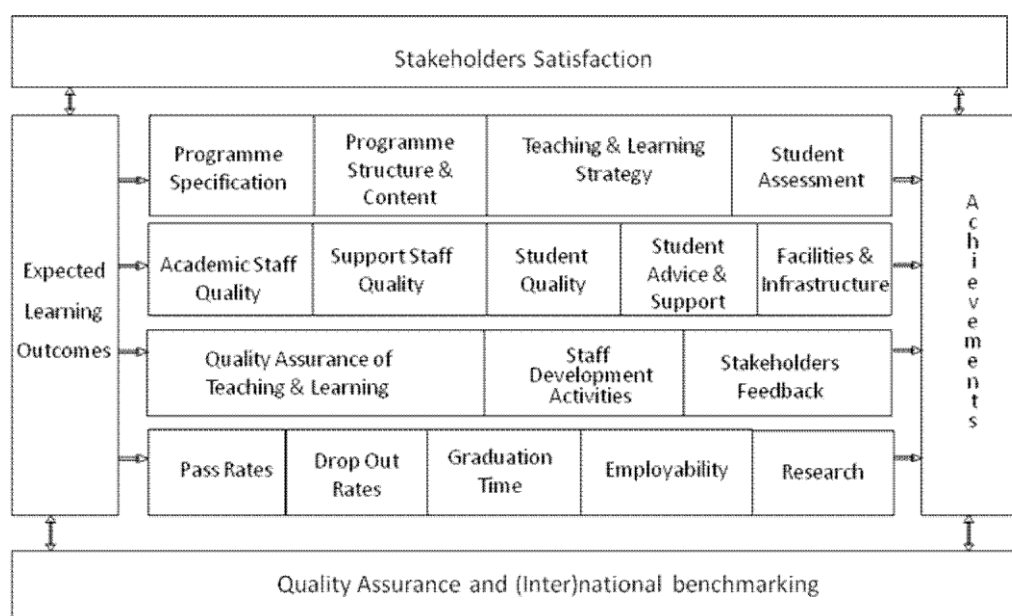 Stakeholders Satisfaction
Expected
Learning
Outcomes
Programme
Specification
Programme
Structure &
Content
Teaching & Learning
Strategy
Student
Assessment
Academic Staff
Quality
Support Staff
Quality
Student
Quality
Student
Advice &
Support
Facilities &
Infrastructure
Quality Assurance of
Teaching & Learning
Staff
Development
Activities
Stakeholders
Feedback
Pass Rates
Drop Out
Rates
Graduation
Time
Employability
Research
Achievements
Quality Assurance and (Inter)national benchmarking